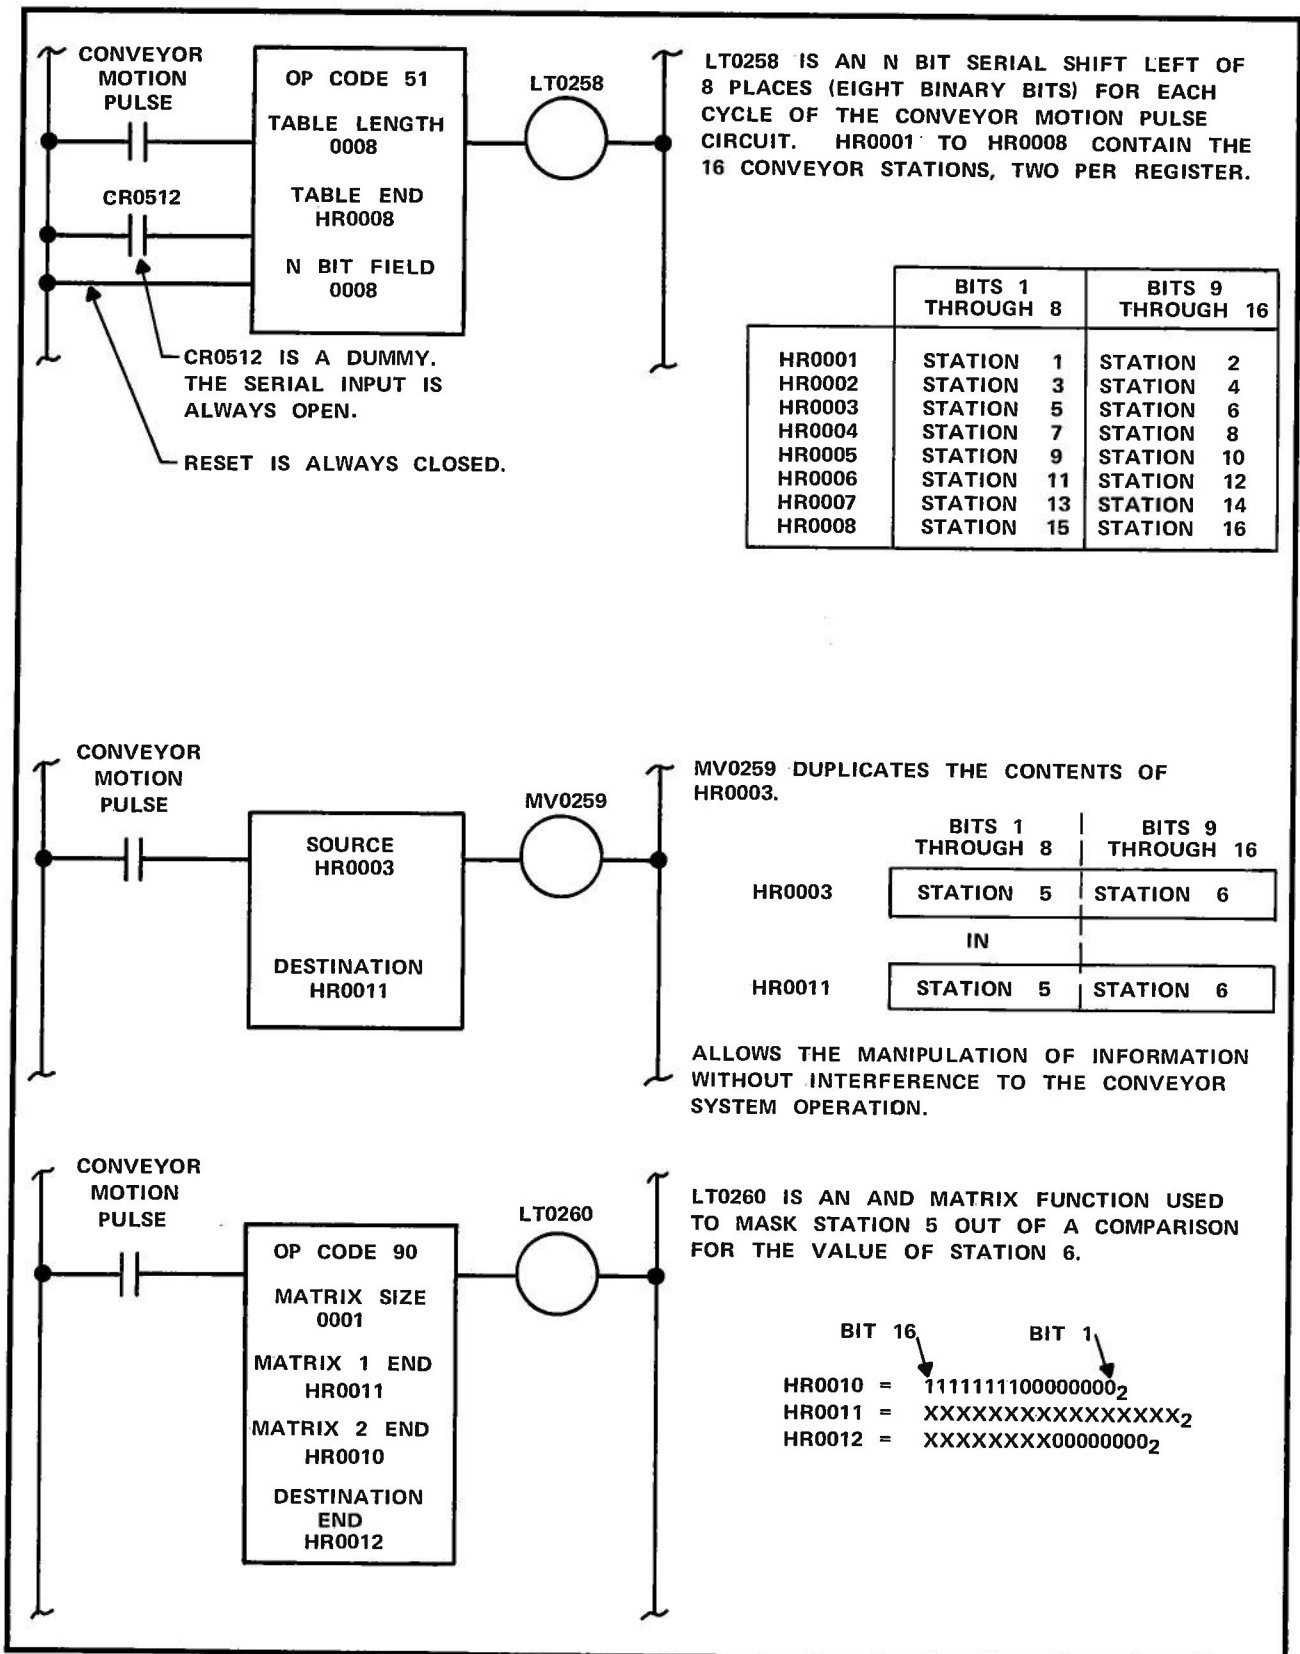 CONVEYOR
MOTION
PULSE
OP CODE 51
TABLE LENGTH
0008
TABLE END
HR0008
N BIT FIELD
0008
LT0258
CR0512
CR0512 IS A DUMMY.
THE SERIAL INPUT IS
ALWAYS OPEN.
RESET IS ALWAYS CLOSED.
LT0258 IS AN N BIT SERIAL SHIFT LEFT OF
8 PLACES (EIGHT BINARY BITS) FOR EACH
CYCLE OF THE CONVEYOR MOTION PULSE
CIRCUIT. HR0001 TO HR0008 CONTAIN THE
16 CONVEYOR STATIONS, TWO PER REGISTER.
BITS 1 BITS 9
THROUGH 8 THROUGH 16
HR0001 STATION 1 STATION 2
HR0002 STATION 3 STATION 4
HR0003 STATION 5 STATION 6
HR0004 STATION 7 STATION 8
HR0005 STATION 9 STATION 10
HR0006 STATION 11 STATION 12
HR0007 STATION 13 STATION 14
HR0008 STATION 15 STATION 16
CONVEYOR
MOTION
PULSE
SOURCE
HR0003
DESTINATION
HR0011
MV0259
MV0259 DUPLICATES THE CONTENTS OF
HR0003.
BITS 1 BITS 9
THROUGH 8 THROUGH 16
HR0003 STATION 5 STATION 6
IN
HR0011 STATION 5 STATION 6
ALLOWS THE MANIPULATION OF INFORMATION
WITHOUT INTERFERENCE TO THE CONVEYOR
SYSTEM OPERATION.
CONVEYOR
MOTION
PULSE
OP CODE 90
MATRIX SIZE
0001
MATRIX 1 END
HR0011
MATRIX 2 END
HR0010
DESTINATION
END
HR0012
LT0260
LT0260 IS AN AND MATRIX FUNCTION USED
TO MASK STATION 5 OUT OF A COMPARISON
FOR THE VALUE OF STATION 6.
BIT 16 BIT 1
HR0010 = 1111111100000000₂
HR0011 = XXXXXXXXXXXXXXXX₂
HR0012 = XXXXXXXX00000000₂